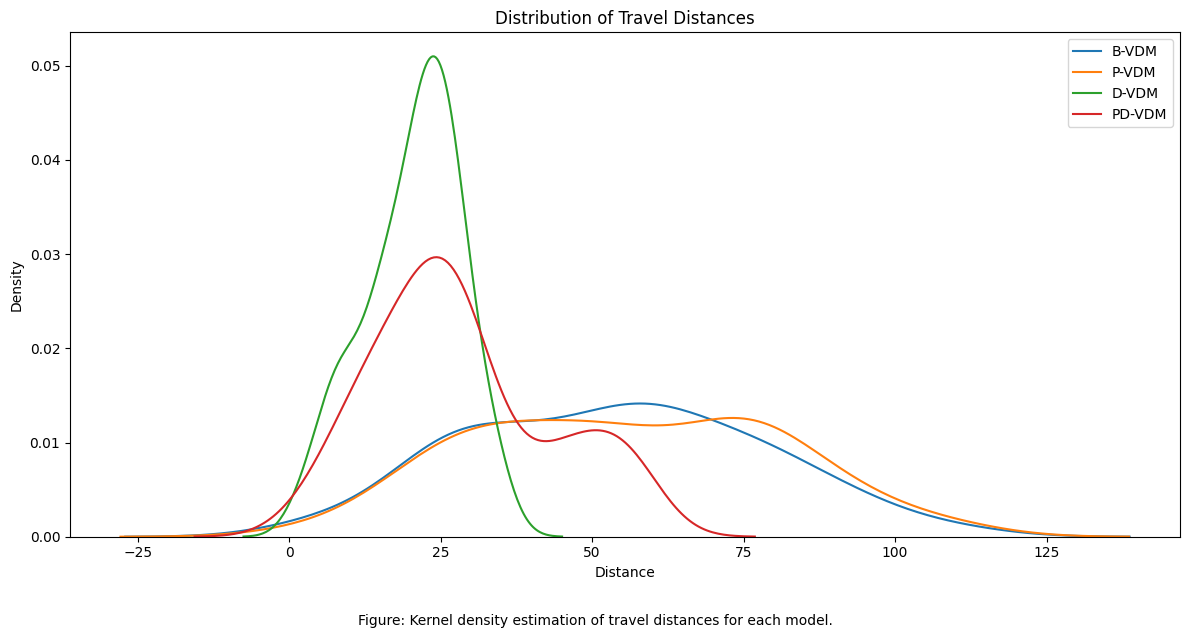 Distribution of Travel Distances
B-VDM
P-VDM
D-VDM
PD-VDM
Density
0.05
0.04
0.03
0.02
0.01
0.00
−25
0
25
50
75
100
125
Distance
Figure: Kernel density estimation of travel distances for each model.